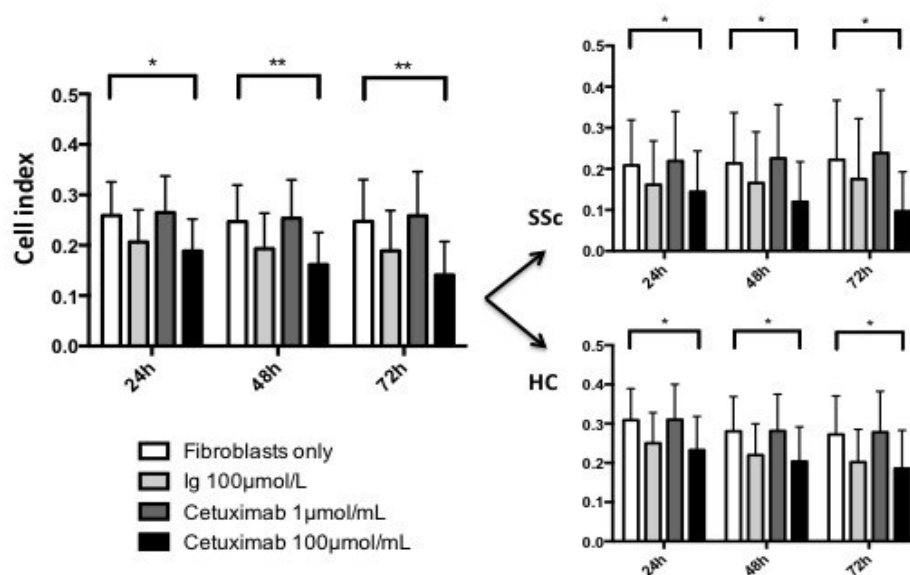 * ** **
0.5
0.4
0.3
0.2
0.1
0.0
Cell index
24h 48h 72h
Fibroblasts only
Ig 100µmol/L
Cetuximab 1µmol/mL
Cetuximab 100µmol/mL
SSc
* * *
0.5
0.4
0.3
0.2
0.1
0.0
24h 48h 72h
HC
* * *
0.5
0.4
0.3
0.2
0.1
0.0
24h 48h 72h